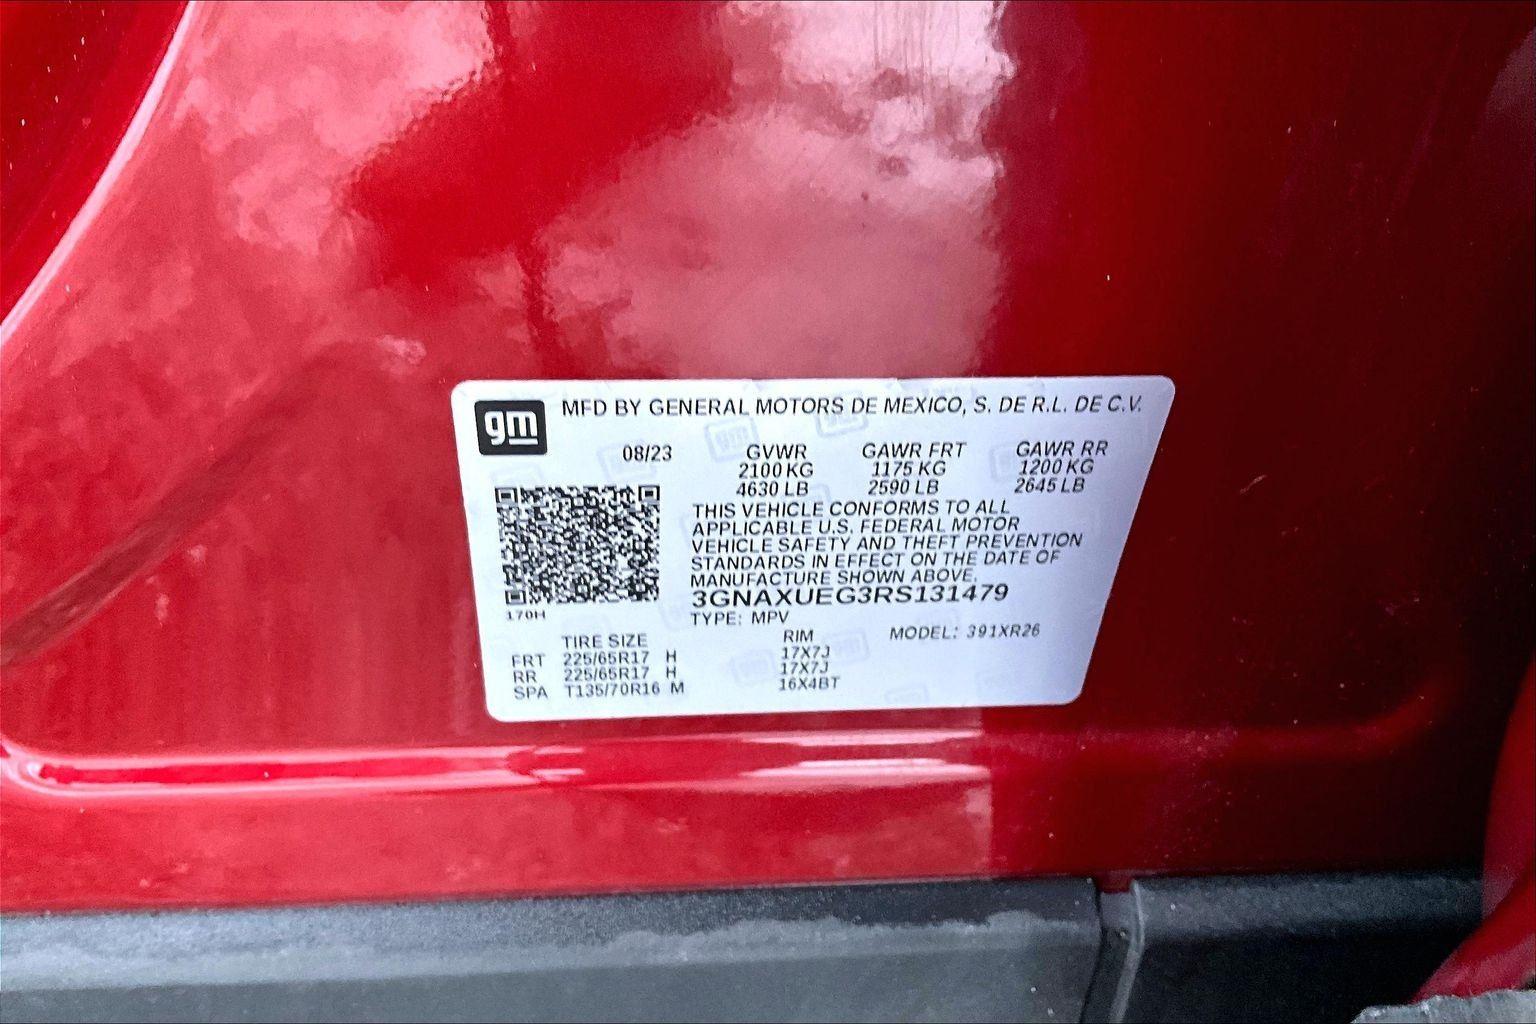 gm MFD BY GENERAL MOTORS DE MEXICO, S. DE R.L. DE C.V.
08/23 GVWR GAWR FRT GAWR RR
2100 KG 1175 KG 1200 KG
4630 LB 2590 LB 2645 LB
THIS VEHICLE CONFORMS TO ALL
APPLICABLE U.S. FEDERAL MOTOR
VEHICLE SAFETY AND THEFT PREVENTION
STANDARDS IN EFFECT ON THE DATE OF
MANUFACTURE SHOWN ABOVE.
3GNAXUEG3RS131479
170H
TYPE: MPV
TIRE SIZE RIM MODEL: 391XR26
FRT 225/65R17 H 17X7J
RR 225/65R17 H 17X7J
SPA T135/70R16 M 16X4BT